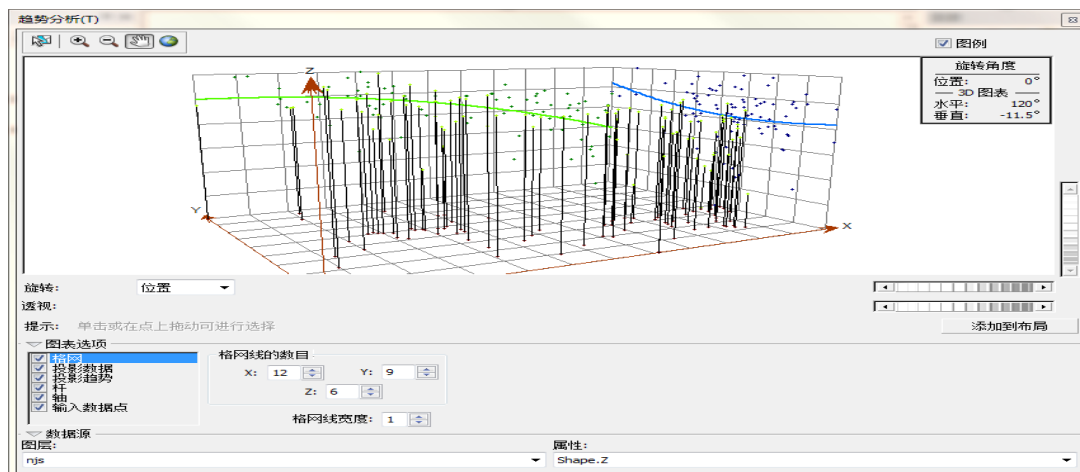 趋势分析(T)
图例
旋转角度
位置: 0°
3D 图表
水平: 120°
垂直: -11.5°
Z
Y
X
旋转: 位置
透视:
提示: 单击或在点上拖动可进行选择
添加到布局
图表选项
格网
投影数据
投影趋势
杆
轴
输入数据点
格网线的数目
X: 12 Y: 9
Z: 6
格网线宽度: 1
数据源
图层: 属性:
njs Shape.Z